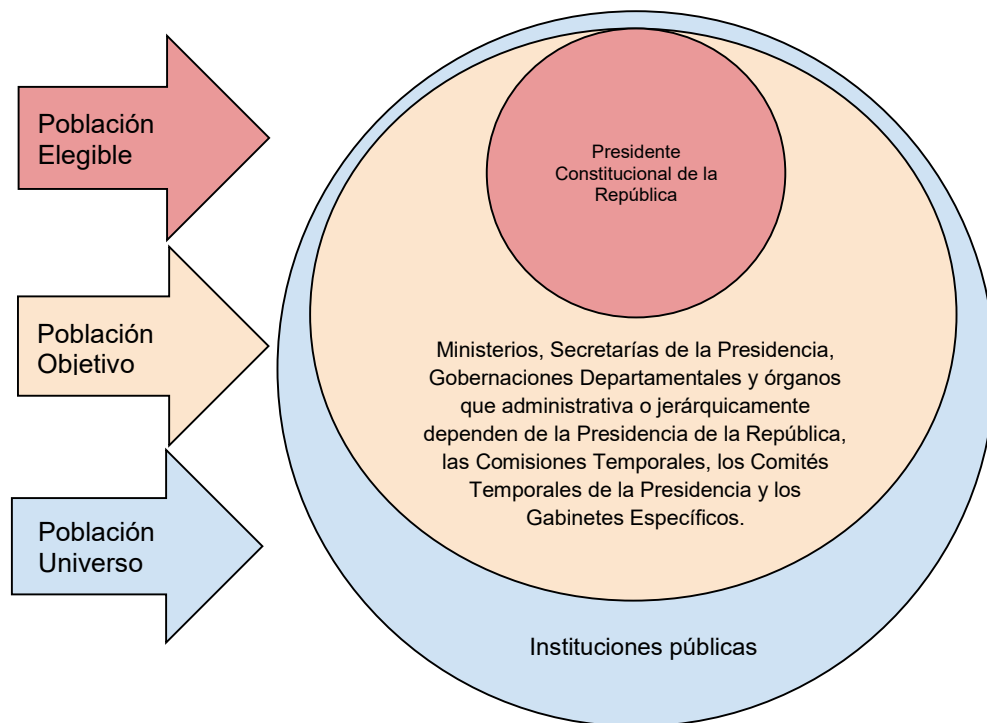 Población
Elegible
Presidente
Constitucional de la
República
Población
Objetivo
Ministerios, Secretarías de la Presidencia,
Gobernaciones Departamentales y órganos
que administrativa o jerárquicamente
dependen de la Presidencia de la República,
las Comisiones Temporales, los Comités
Temporales de la Presidencia y los
Gabinetes Específicos.
Población
Universo
Instituciones públicas